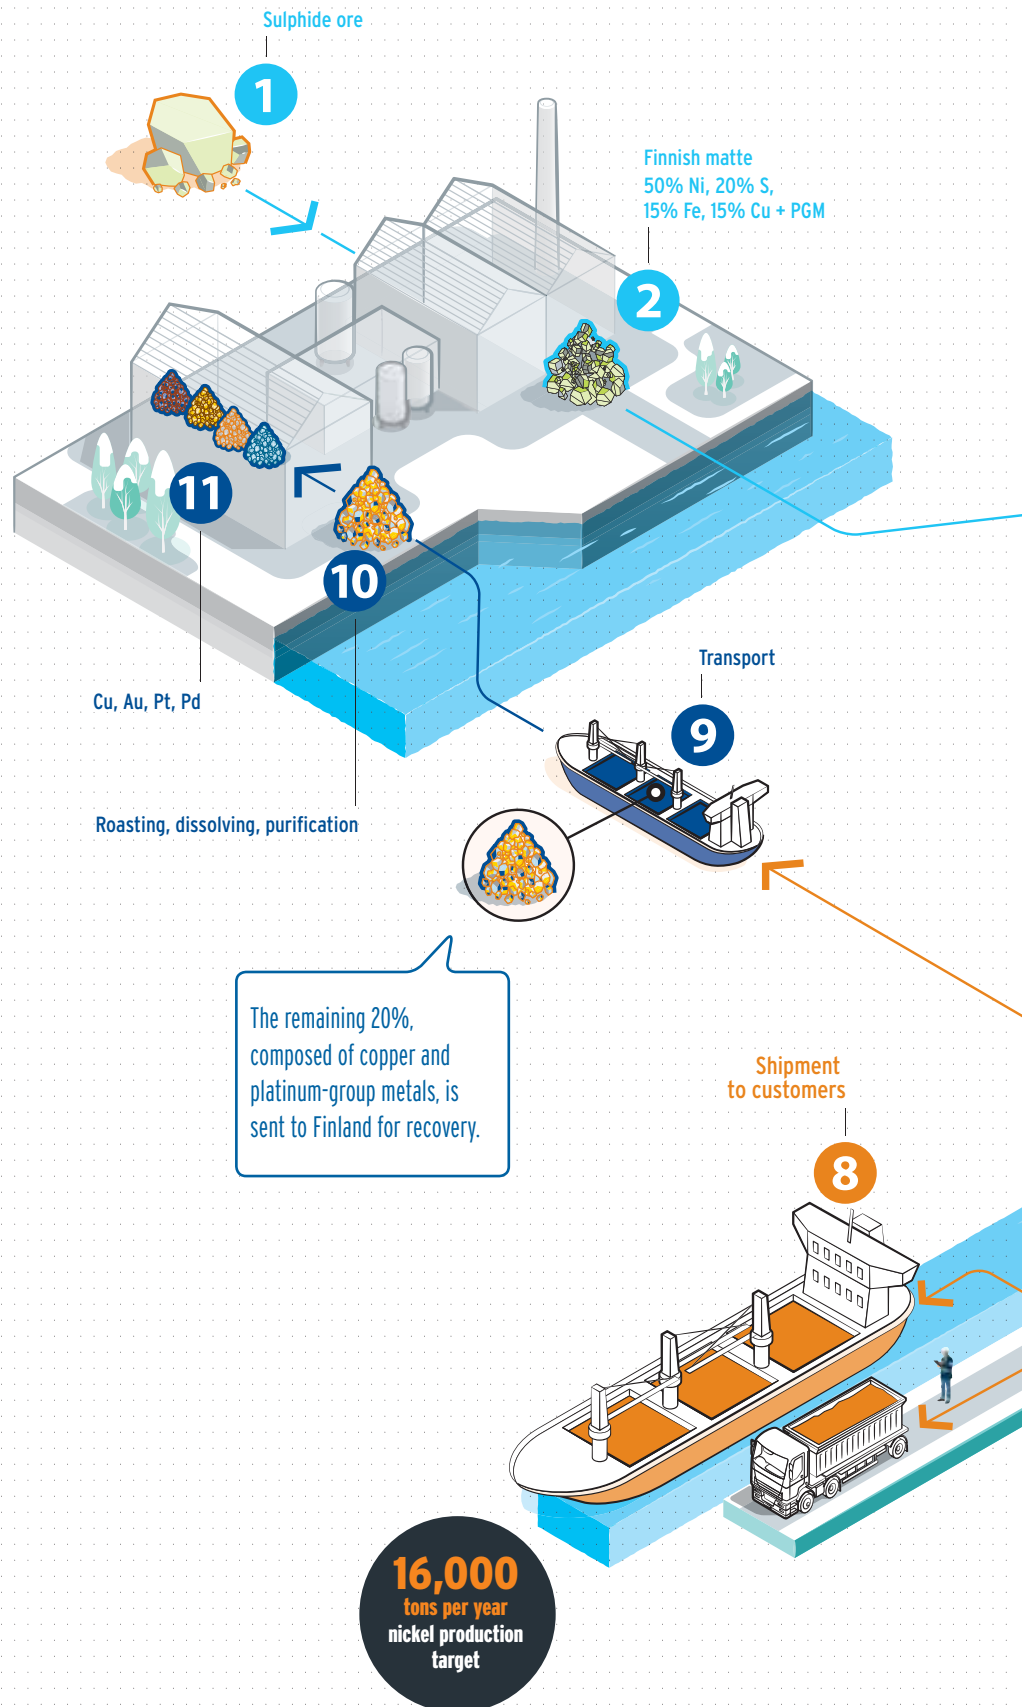 Sulphide ore
1
Finnish matte
50% Ni, 20% S,
15% Fe, 15% Cu + PGM
2
11
10
Cu, Au, Pt, Pd
Transport
9
Roasting, dissolving, purification
The remaining 20%,
composed of copper and
platinum-group metals, is
sent to Finland for recovery.
Shipment
to customers
8
16,000
tons per year
nickel production
target